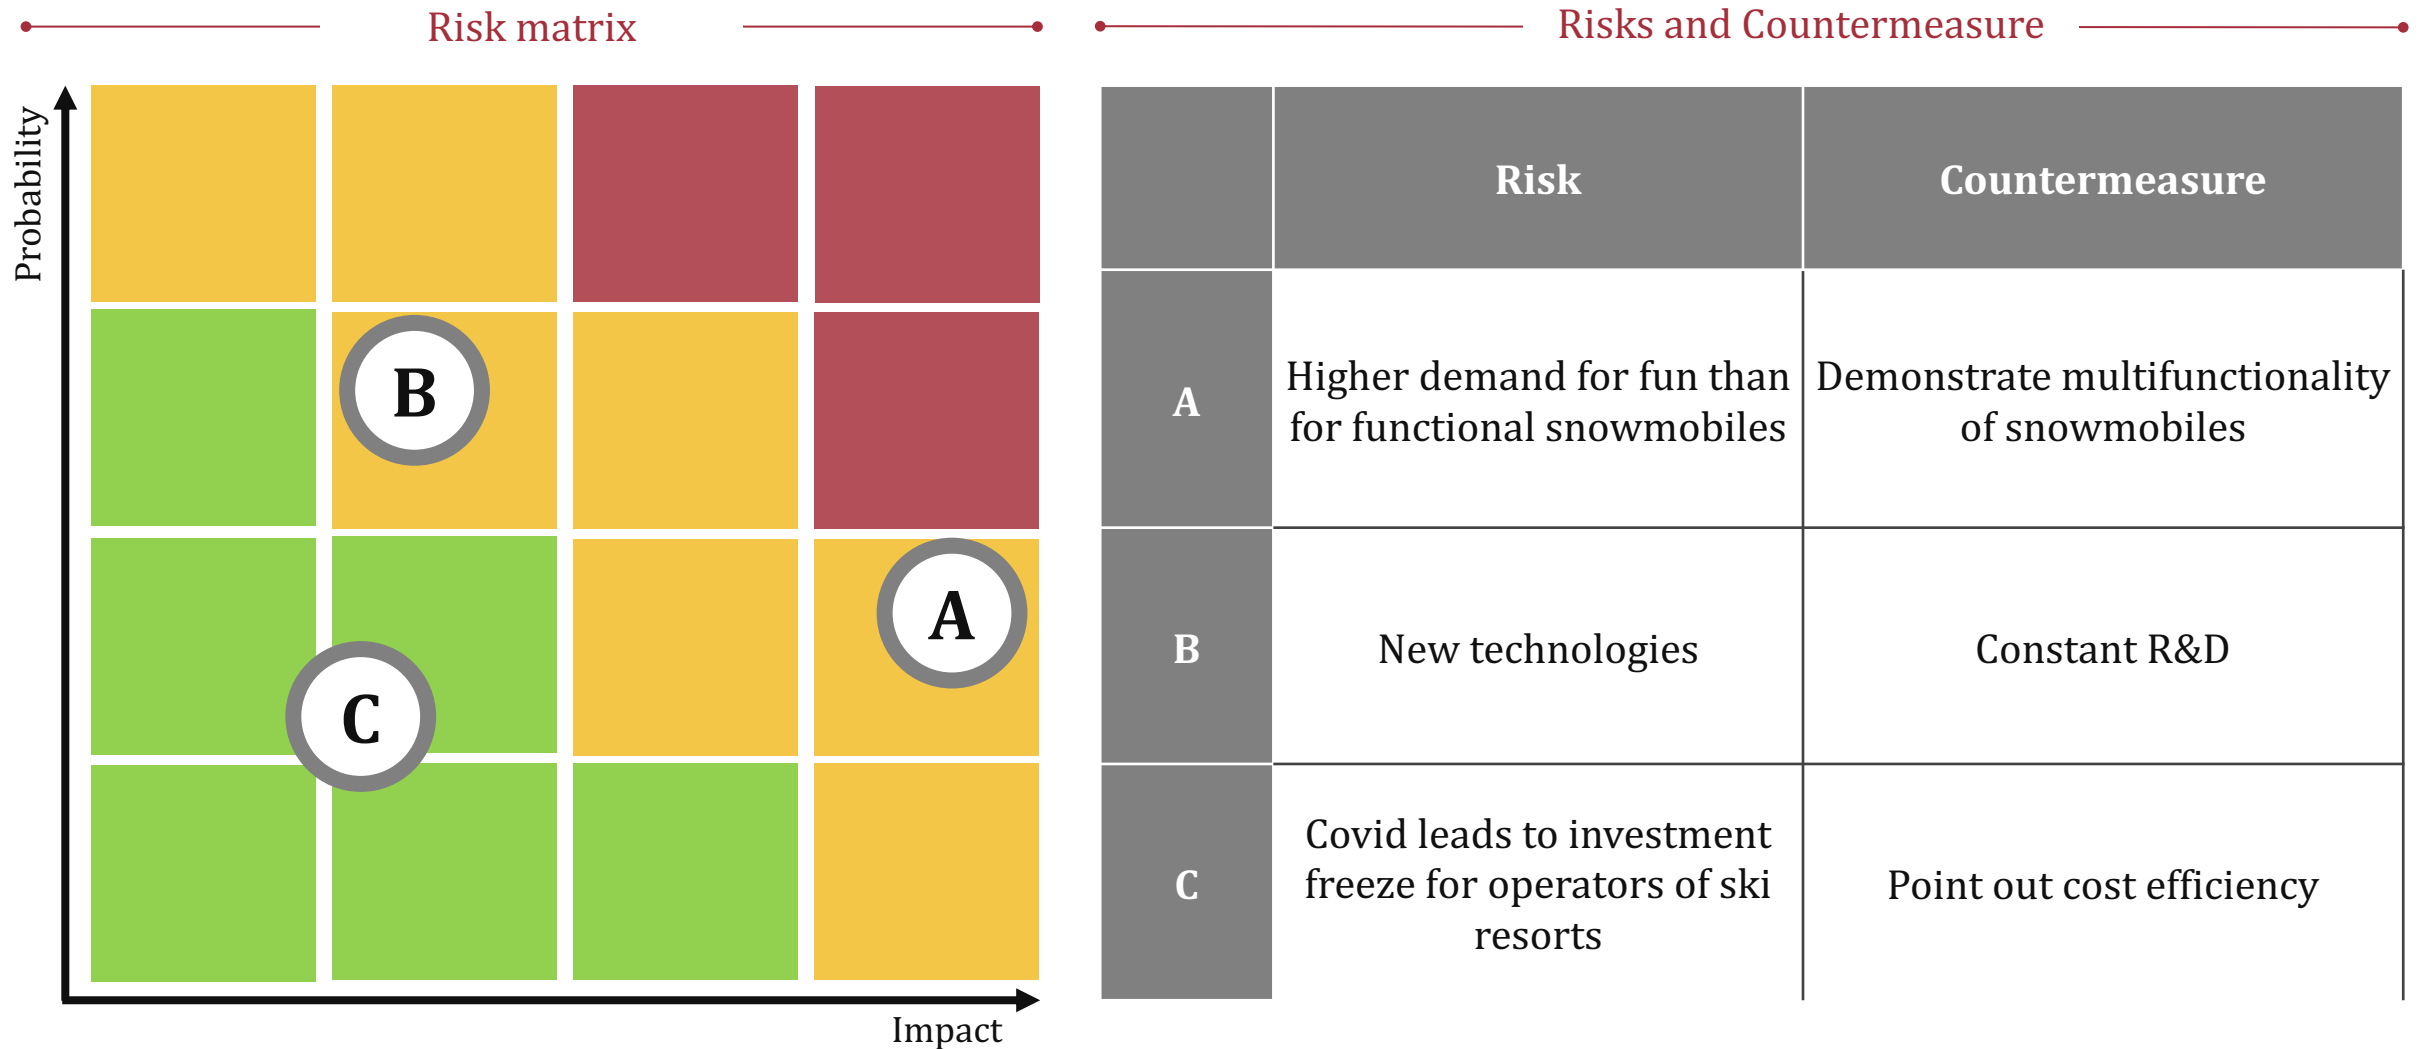 Risk matrix
Probability
B
A
C
Impact
Risks and Countermeasure
Risk
Countermeasure
A
Higher demand for fun than
for functional snowmobiles
Demonstrate multifunctionality
of snowmobiles
B
New technologies
Constant R&D
C
Covid leads to investment
freeze for operators of ski
resorts
Point out cost efficiency